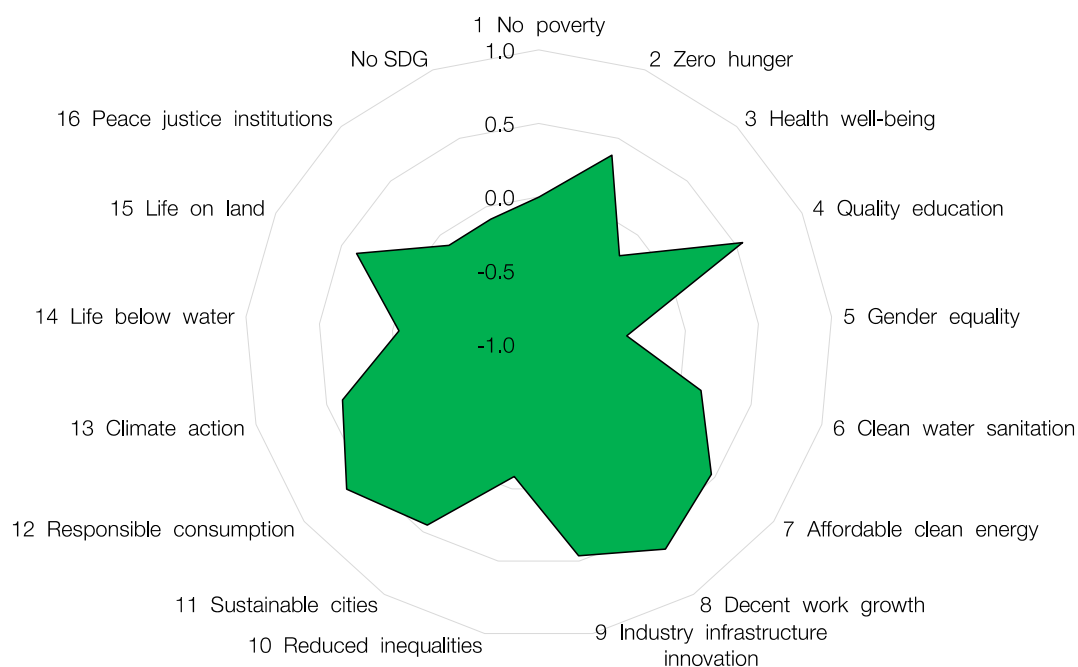 1 No poverty
1.0
No SDG
2 Zero hunger
16 Peace justice institutions
0.5
3 Health well-being
15 Life on land
0.0
4 Quality education
-0.5
14 Life below water
5 Gender equality
-1.0
13 Climate action
6 Clean water sanitation
12 Responsible consumption
7 Affordable clean energy
11 Sustainable cities
8 Decent work growth
10 Reduced inequalities
9 Industry infrastructure
innovation